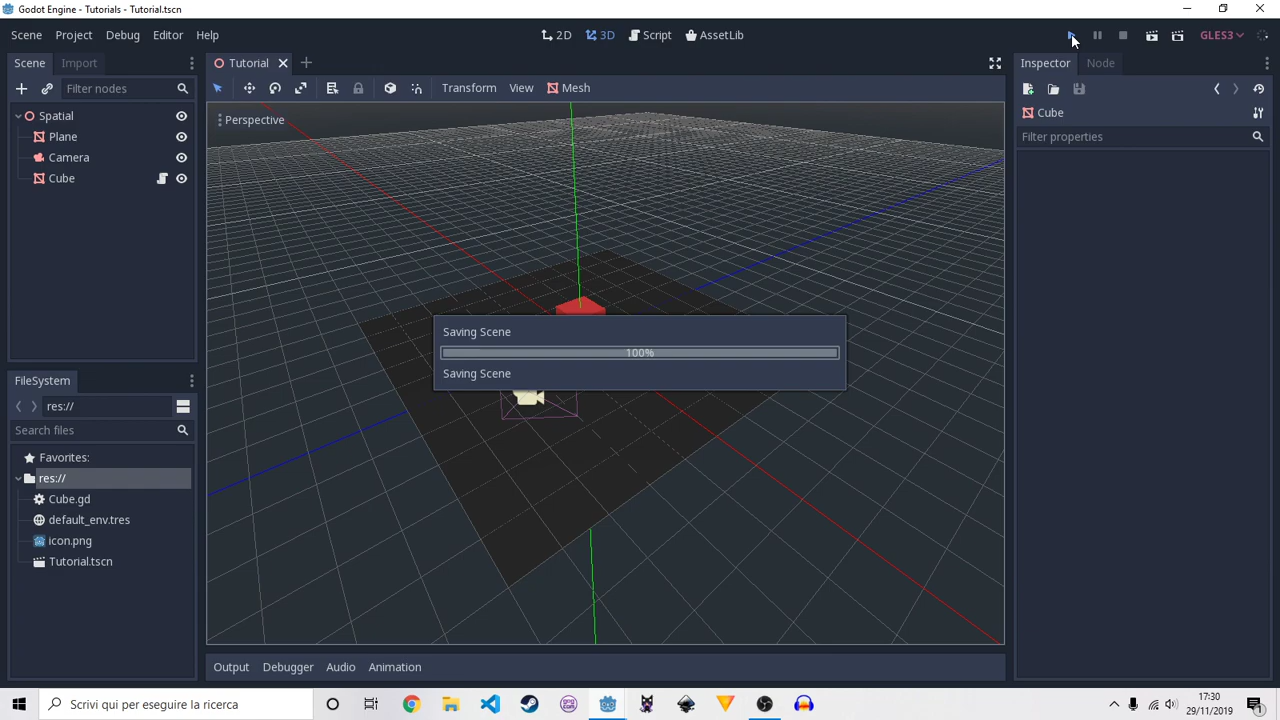 Godot Engine - Tutorials - Tutorial.tscn
Scene Project Debug Editor Help
2D 3D Script AssetLib
GLES3
Scene Import
Tutorial
Inspector Node
Filter nodes
Transform View Mesh
Spatial
Plane
Camera
Cube
Perspective
Cube
Filter properties
Saving Scene
100%
Saving Scene
FileSystem
res://
Search files
Favorites:
res://
Cube.gd
default_env.tres
icon.png
Tutorial.tscn
Output Debugger Audio Animation
Scrivi qui per eseguire la ricerca
17:30
29/11/2019
1